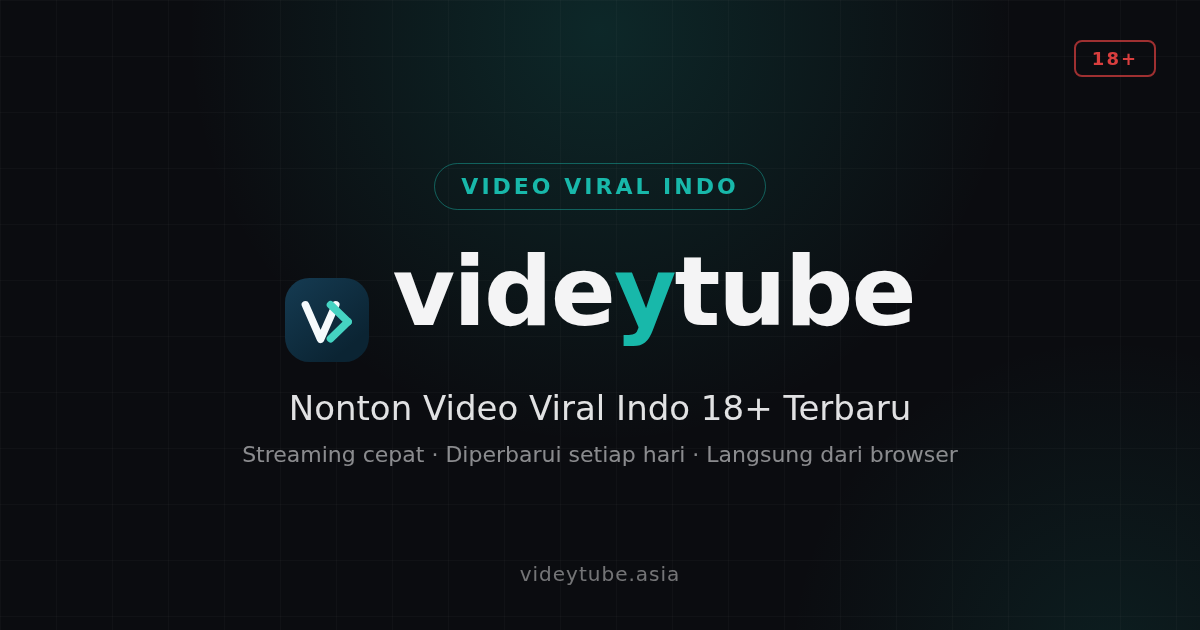 18+
VIDEO VIRAL INDO
videytube
Nonton Video Viral Indo 18+ Terbaru
Streaming cepat · Diperbarui setiap hari · Langsung dari browser
videytube.asia